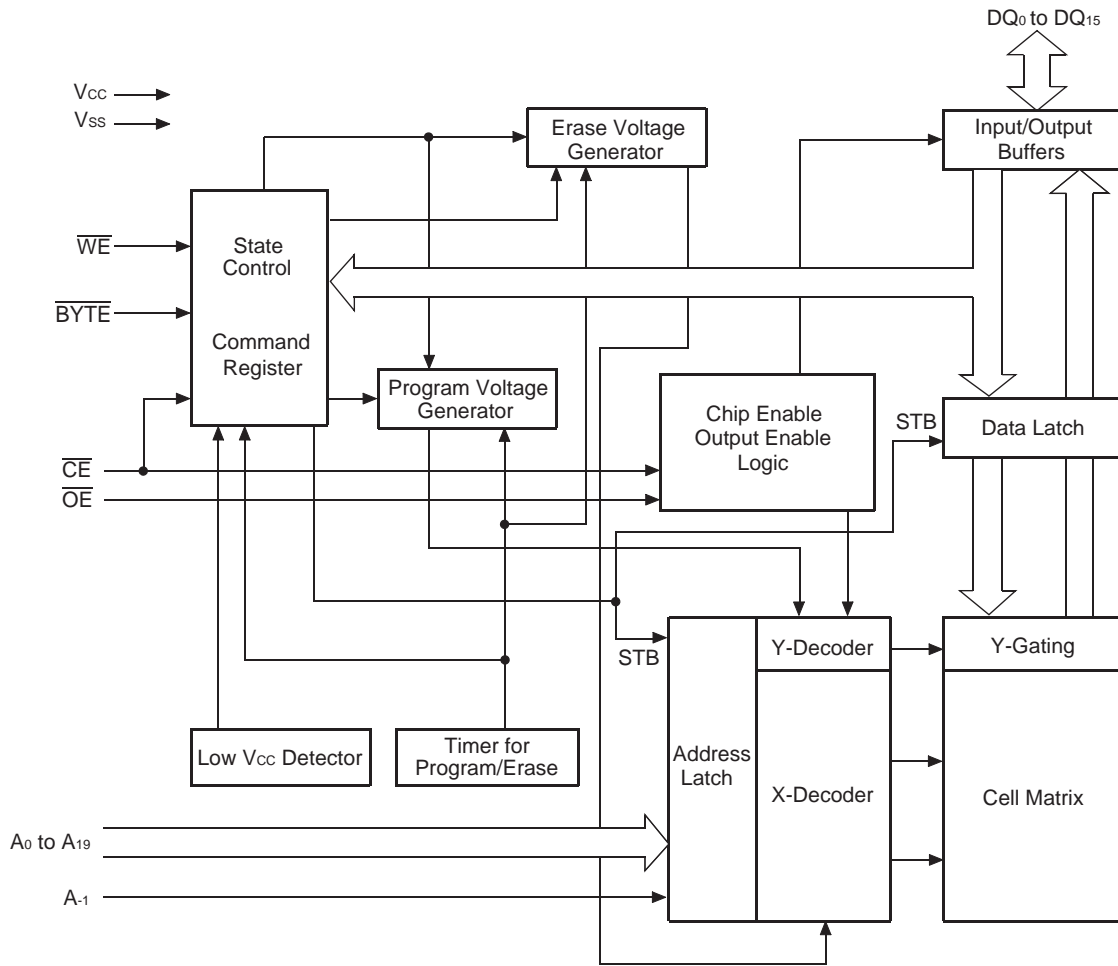 DQ0 to DQ15
VCC
VSS
Erase Voltage
Generator
Input/Output
Buffers
WE
State
Control
BYTE
Command
Register
Program Voltage
Generator
Chip Enable
Output Enable
Logic
STB
Data Latch
CE
OE
STB
Y-Decoder
Y-Gating
Low VCC Detector
Timer for
Program/Erase
Address
Latch
X-Decoder
Cell Matrix
A0 to A19
A-1